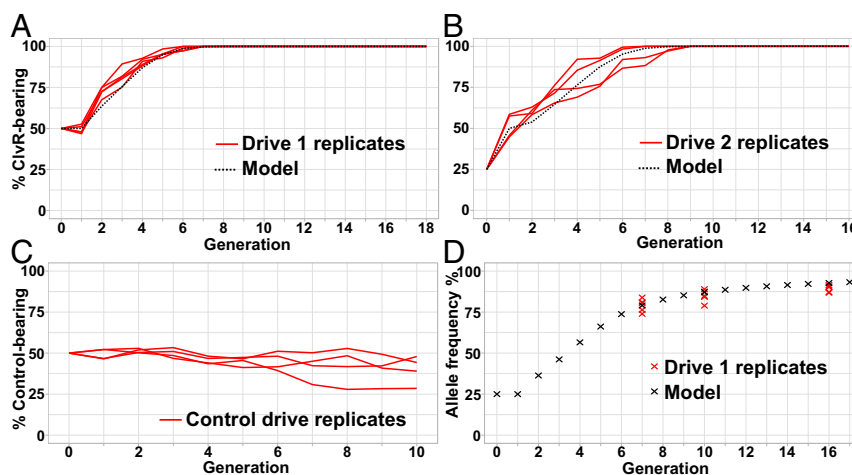 A
% ClvR-bearing
100
75
50
25
0
Drive 1 replicates
Model
0 2 4 6 8 10 12 14 16 18
Generation
B
% ClvR-bearing
100
75
50
25
0
Drive 2 replicates
Model
0 2 4 6 8 10 12 14 16
Generation
C
% Control-bearing
100
75
50
25
0
Control drive replicates
0 2 4 6 8 10
Generation
D
Allele frequency %
100
75
50
25
0
Drive 1 replicates
Model
0 2 4 6 8 10 12 14 16
Generation